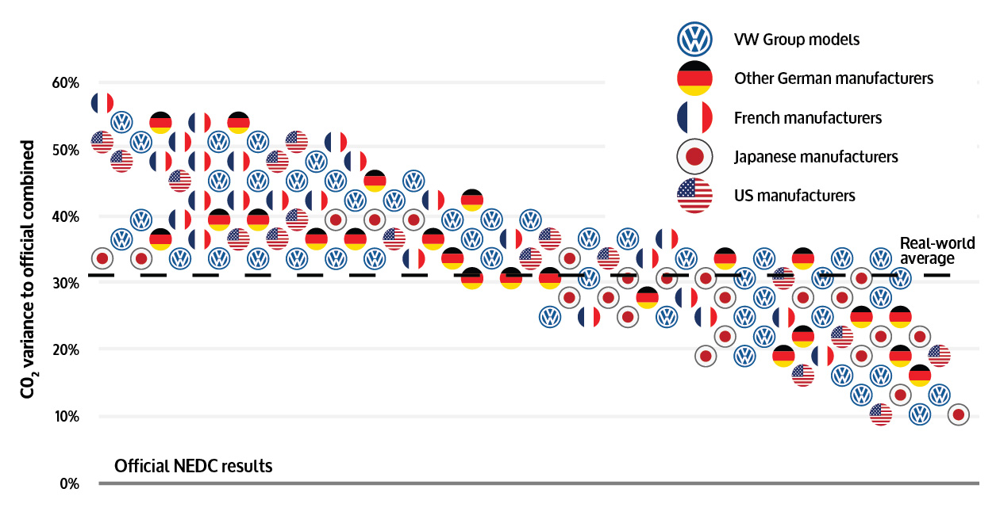 VW Group models
Other German manufacturers
French manufacturers
Japanese manufacturers
US manufacturers
CO₂ variance to official combined
60%
50%
40%
30%
20%
10%
0%
Real-world
average
Official NEDC results